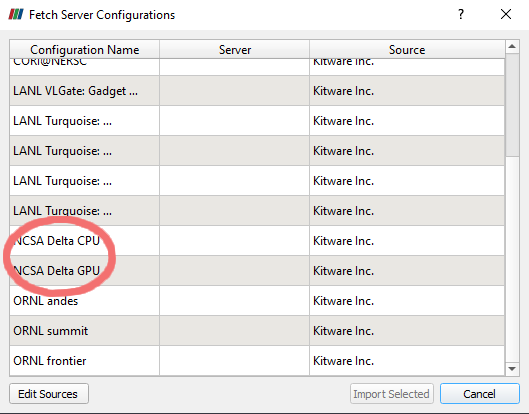 Fetch Server Configurations
? ×
Configuration Name Server Source
CORI@NERSC Kitware Inc.
LANL VLGate: Gadget ... Kitware Inc.
LANL Turquoise: ... Kitware Inc.
LANL Turquoise: ... Kitware Inc.
LANL Turquoise: ... Kitware Inc.
LANL Turquoise: ... Kitware Inc.
NCSA Delta CPU Kitware Inc.
NCSA Delta GPU Kitware Inc.
ORNL andes Kitware Inc.
ORNL summit Kitware Inc.
ORNL frontier Kitware Inc.
Edit Sources Import Selected Cancel